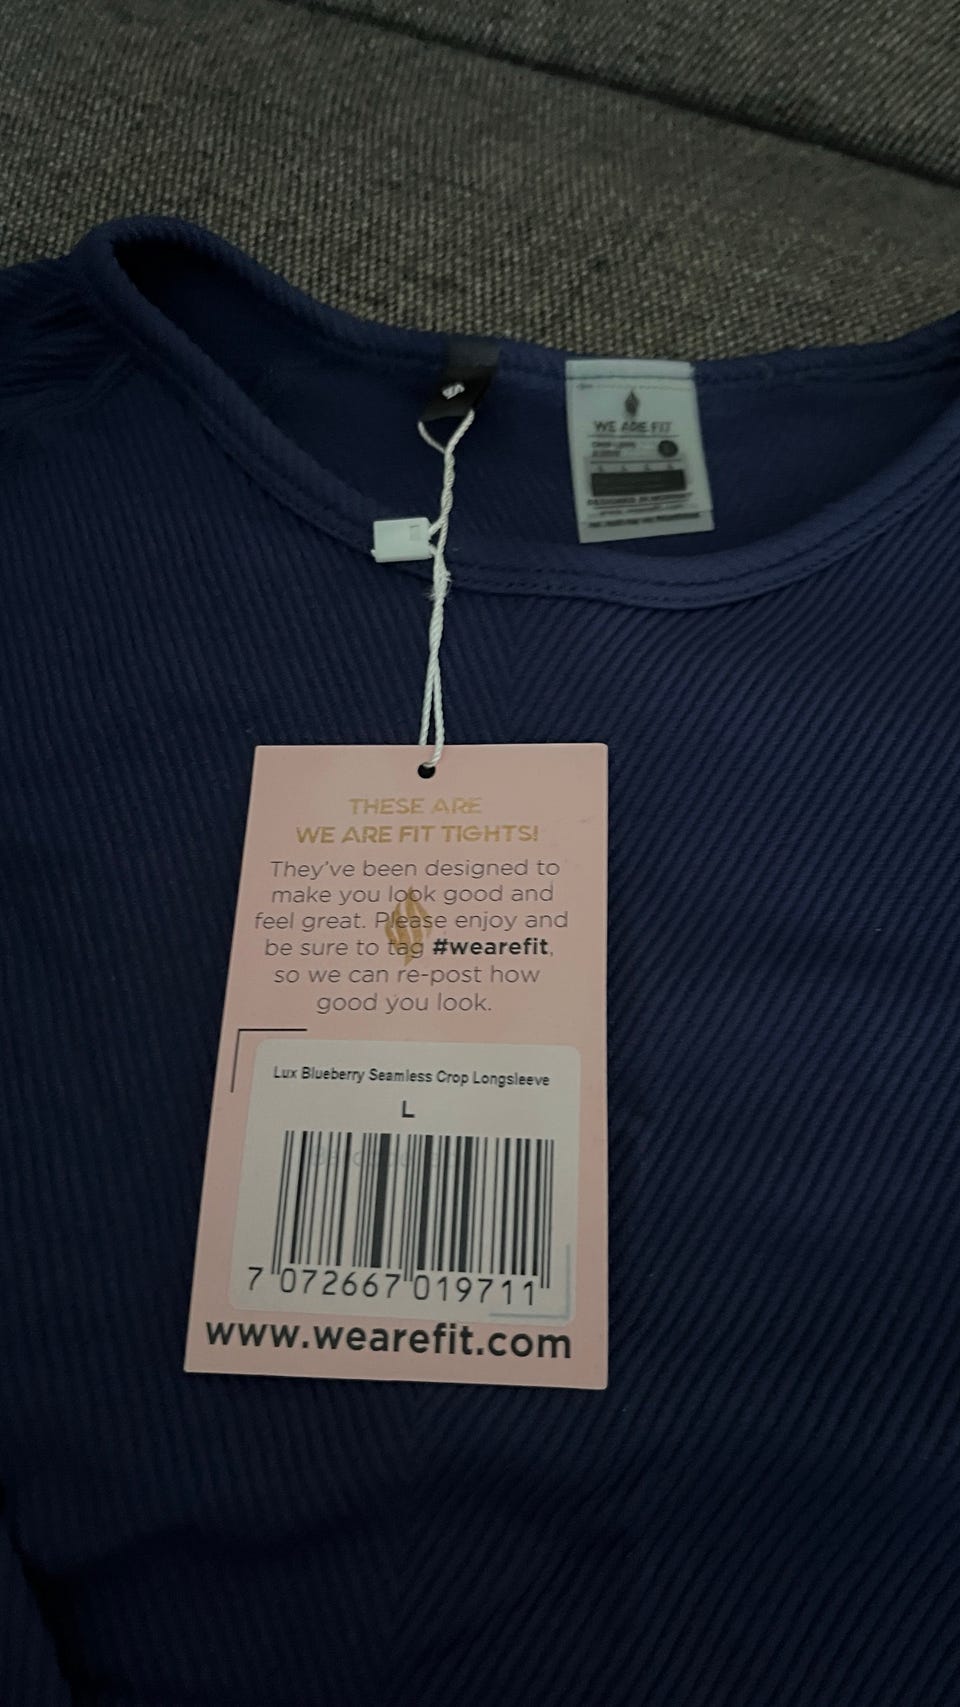 WE ARE FIT
THESE ARE
WE ARE FIT TIGHTS!
They've been designed to
make you look good and
feel great. Please enjoy and
be sure to tag #wearefit,
so we can re-post how
good you look.
Lux Blueberry Seamless Crop Longsleeve
L
7 072667 019711
www.wearefit.com